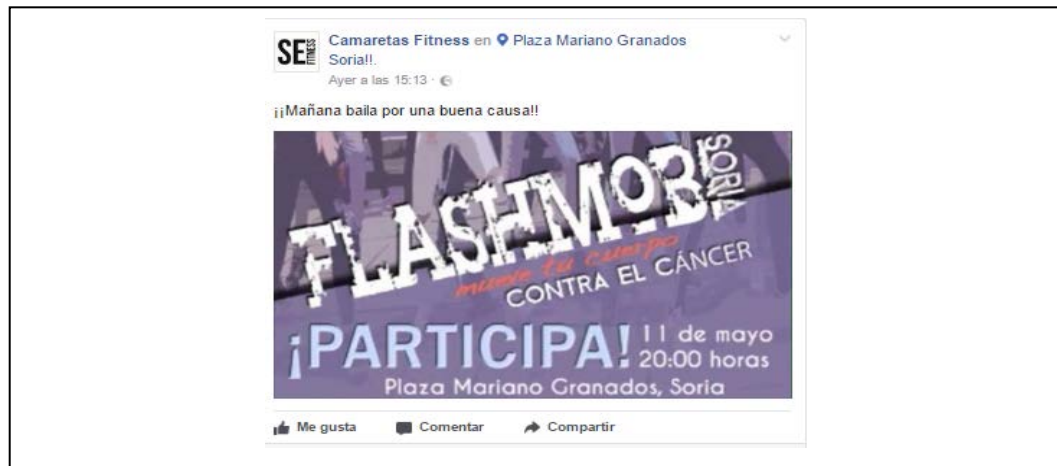 SE FITNESS
Camaretas Fitness en Plaza Mariano Granados
Soria!!.
Ayer a las 15:13 ·
¡¡Mañana baila por una buena causa!!
FLASHMOB SORIA
mueve tu cuerpo
CONTRA EL CÁNCER
¡PARTICIPA!
11 de mayo
20:00 horas
Plaza Mariano Granados, Soria
Me gusta Comentar Compartir